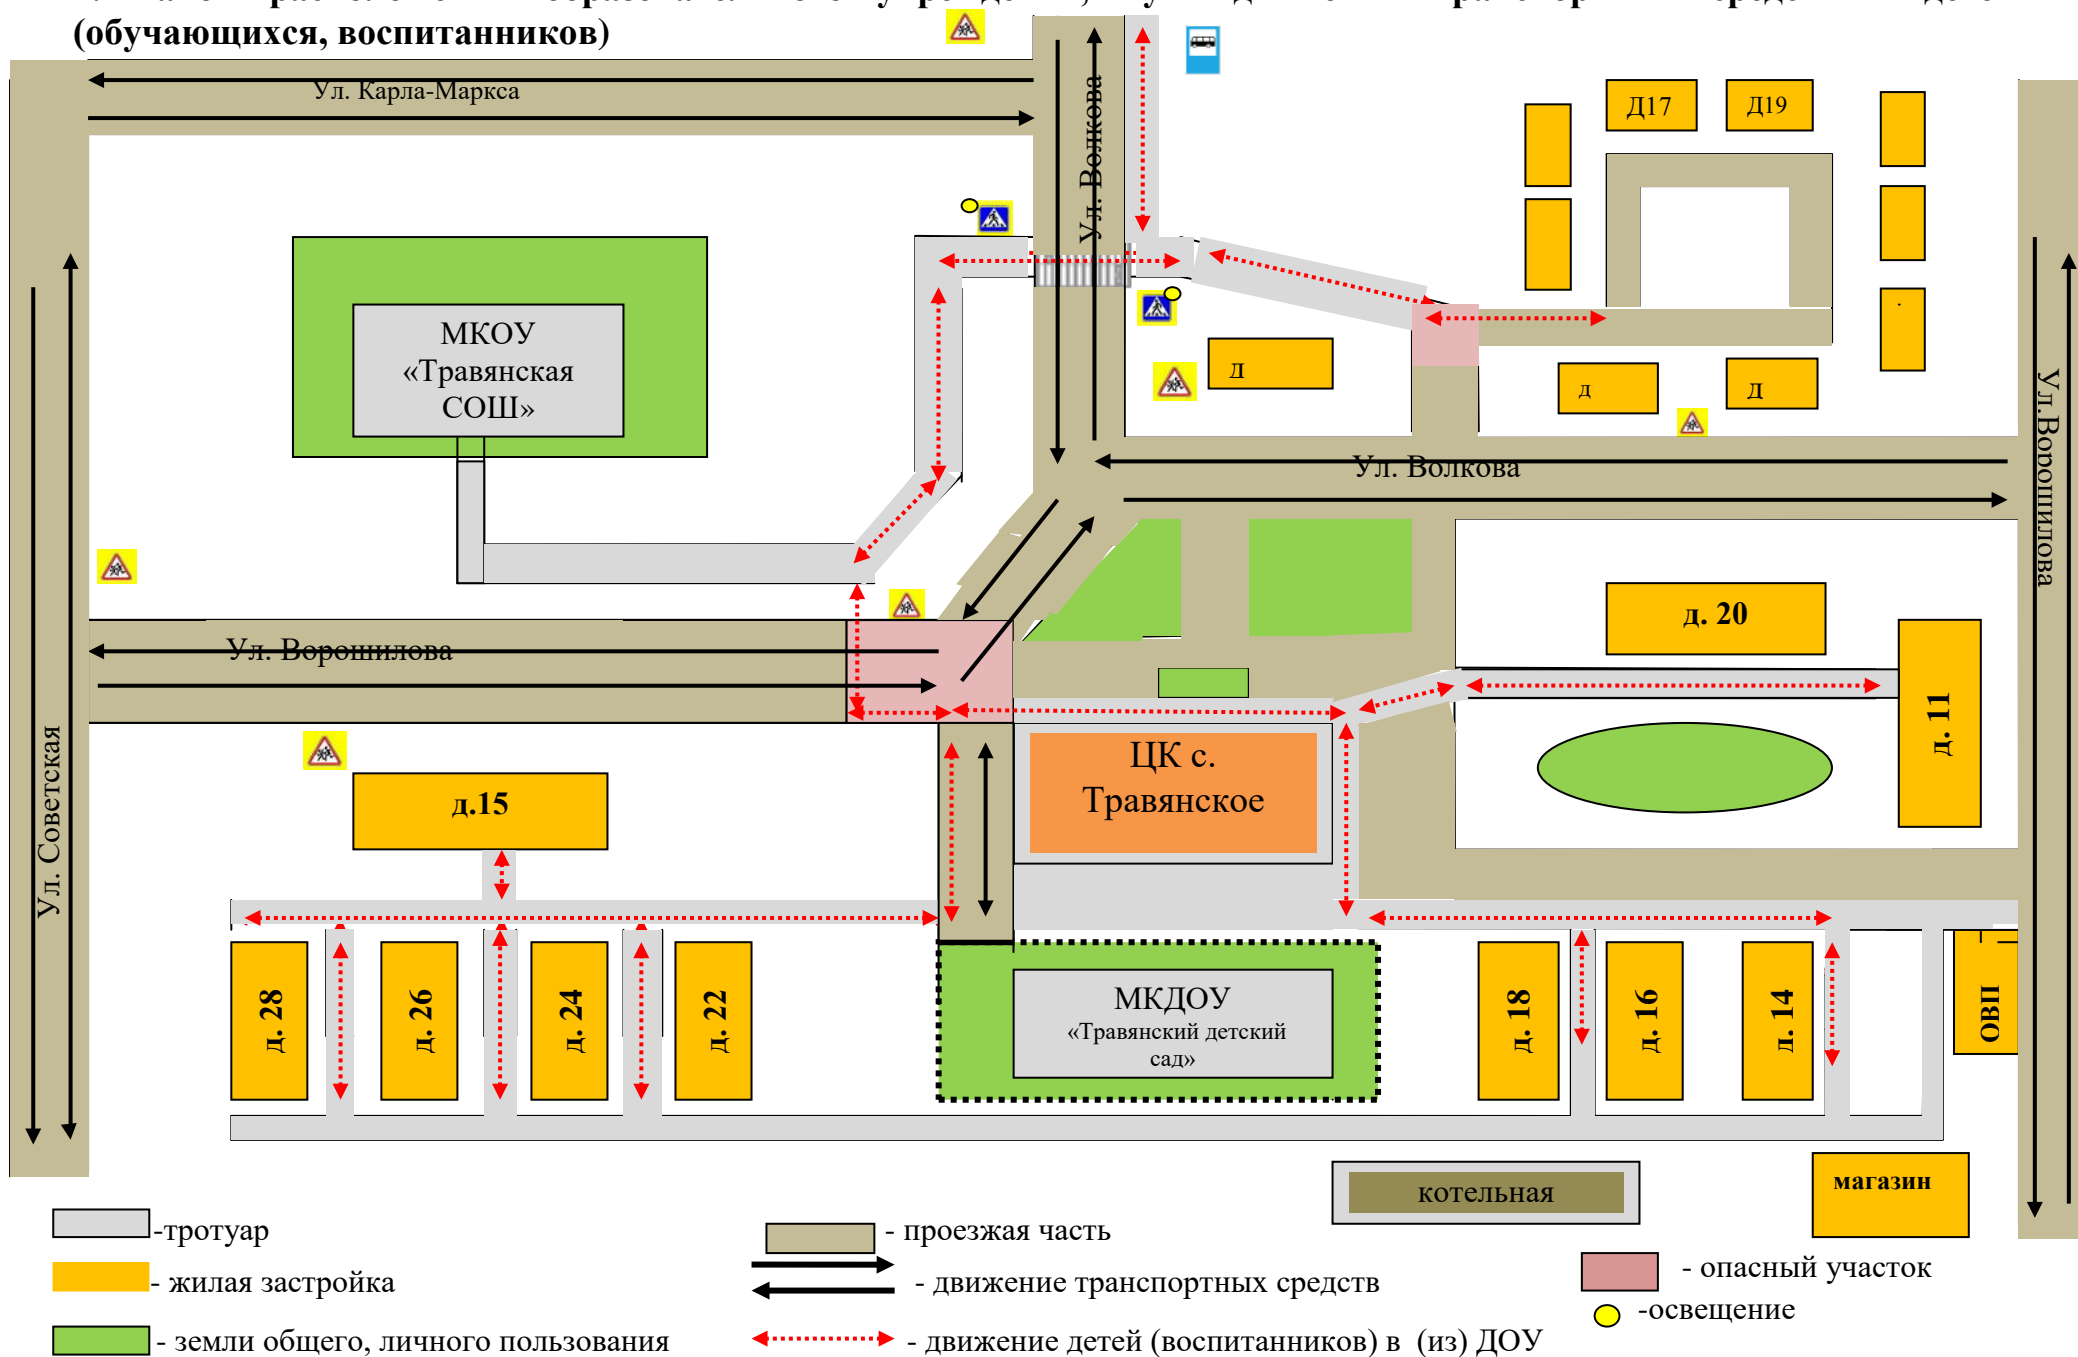 (обучающихся, воспитанников)
Ул. Карла-Маркса
Ул. Волкова
Д17
Д19
МКОУ
«Травянская
СОШ»
д
д
д
Ул. Волкова
Ул.Ворошилова
д. 20
Ул. Ворошилова
д. 11
ЦК с.
Травянское
Ул. Советская
д.15
д. 28
д. 26
д. 24
д. 22
МКДОУ
«Травянский детский
сад»
д. 18
д. 16
д. 14
ОВП
котельная
магазин
-тротуар
- проезжая часть
- жилая застройка
- движение транспортных средств
- опасный участок
-освещение
- земли общего, личного пользования
- движение детей (воспитанников) в (из) ДОУ